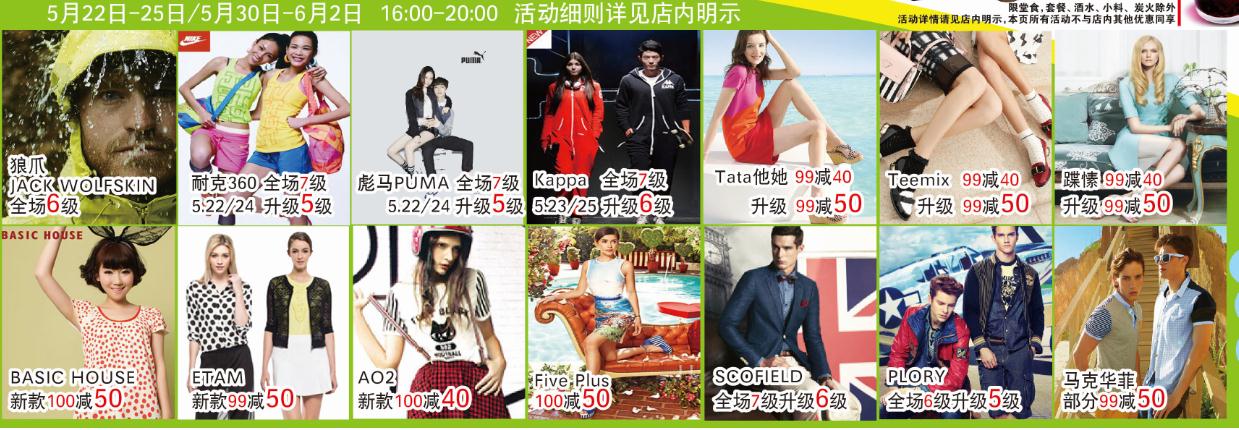 限堂食,套餐、酒水、小料、炭火除外
5月22日-25日/5月30日-6月2日 16:00-20:00 活动细则详见店内明示
活动详情请见店内明示,本页所有活动不与店内其他优惠同享
狼爪
JACK WOLFSKIN
全场6级
NIKE
耐克360 全场7级
5.22/24 升级5级
PUMA
彪马PUMA 全场7级
5.22/24 升级5级
NEW
Kappa 全场7级
5.23/25 升级6级
Tata他她 99减40
升级 99减50
Teemix 99减40
升级 99减50
蹀愫 99减40
升级 99减50
BASIC HOUSE
BASIC HOUSE
新款100减50
ETAM
新款99减50
AO2
新款100减40
Five Plus
100减50
SCOFIELD
全场7级升级6级
PLORY
全场6级升级5级
马克华菲
部分99减50